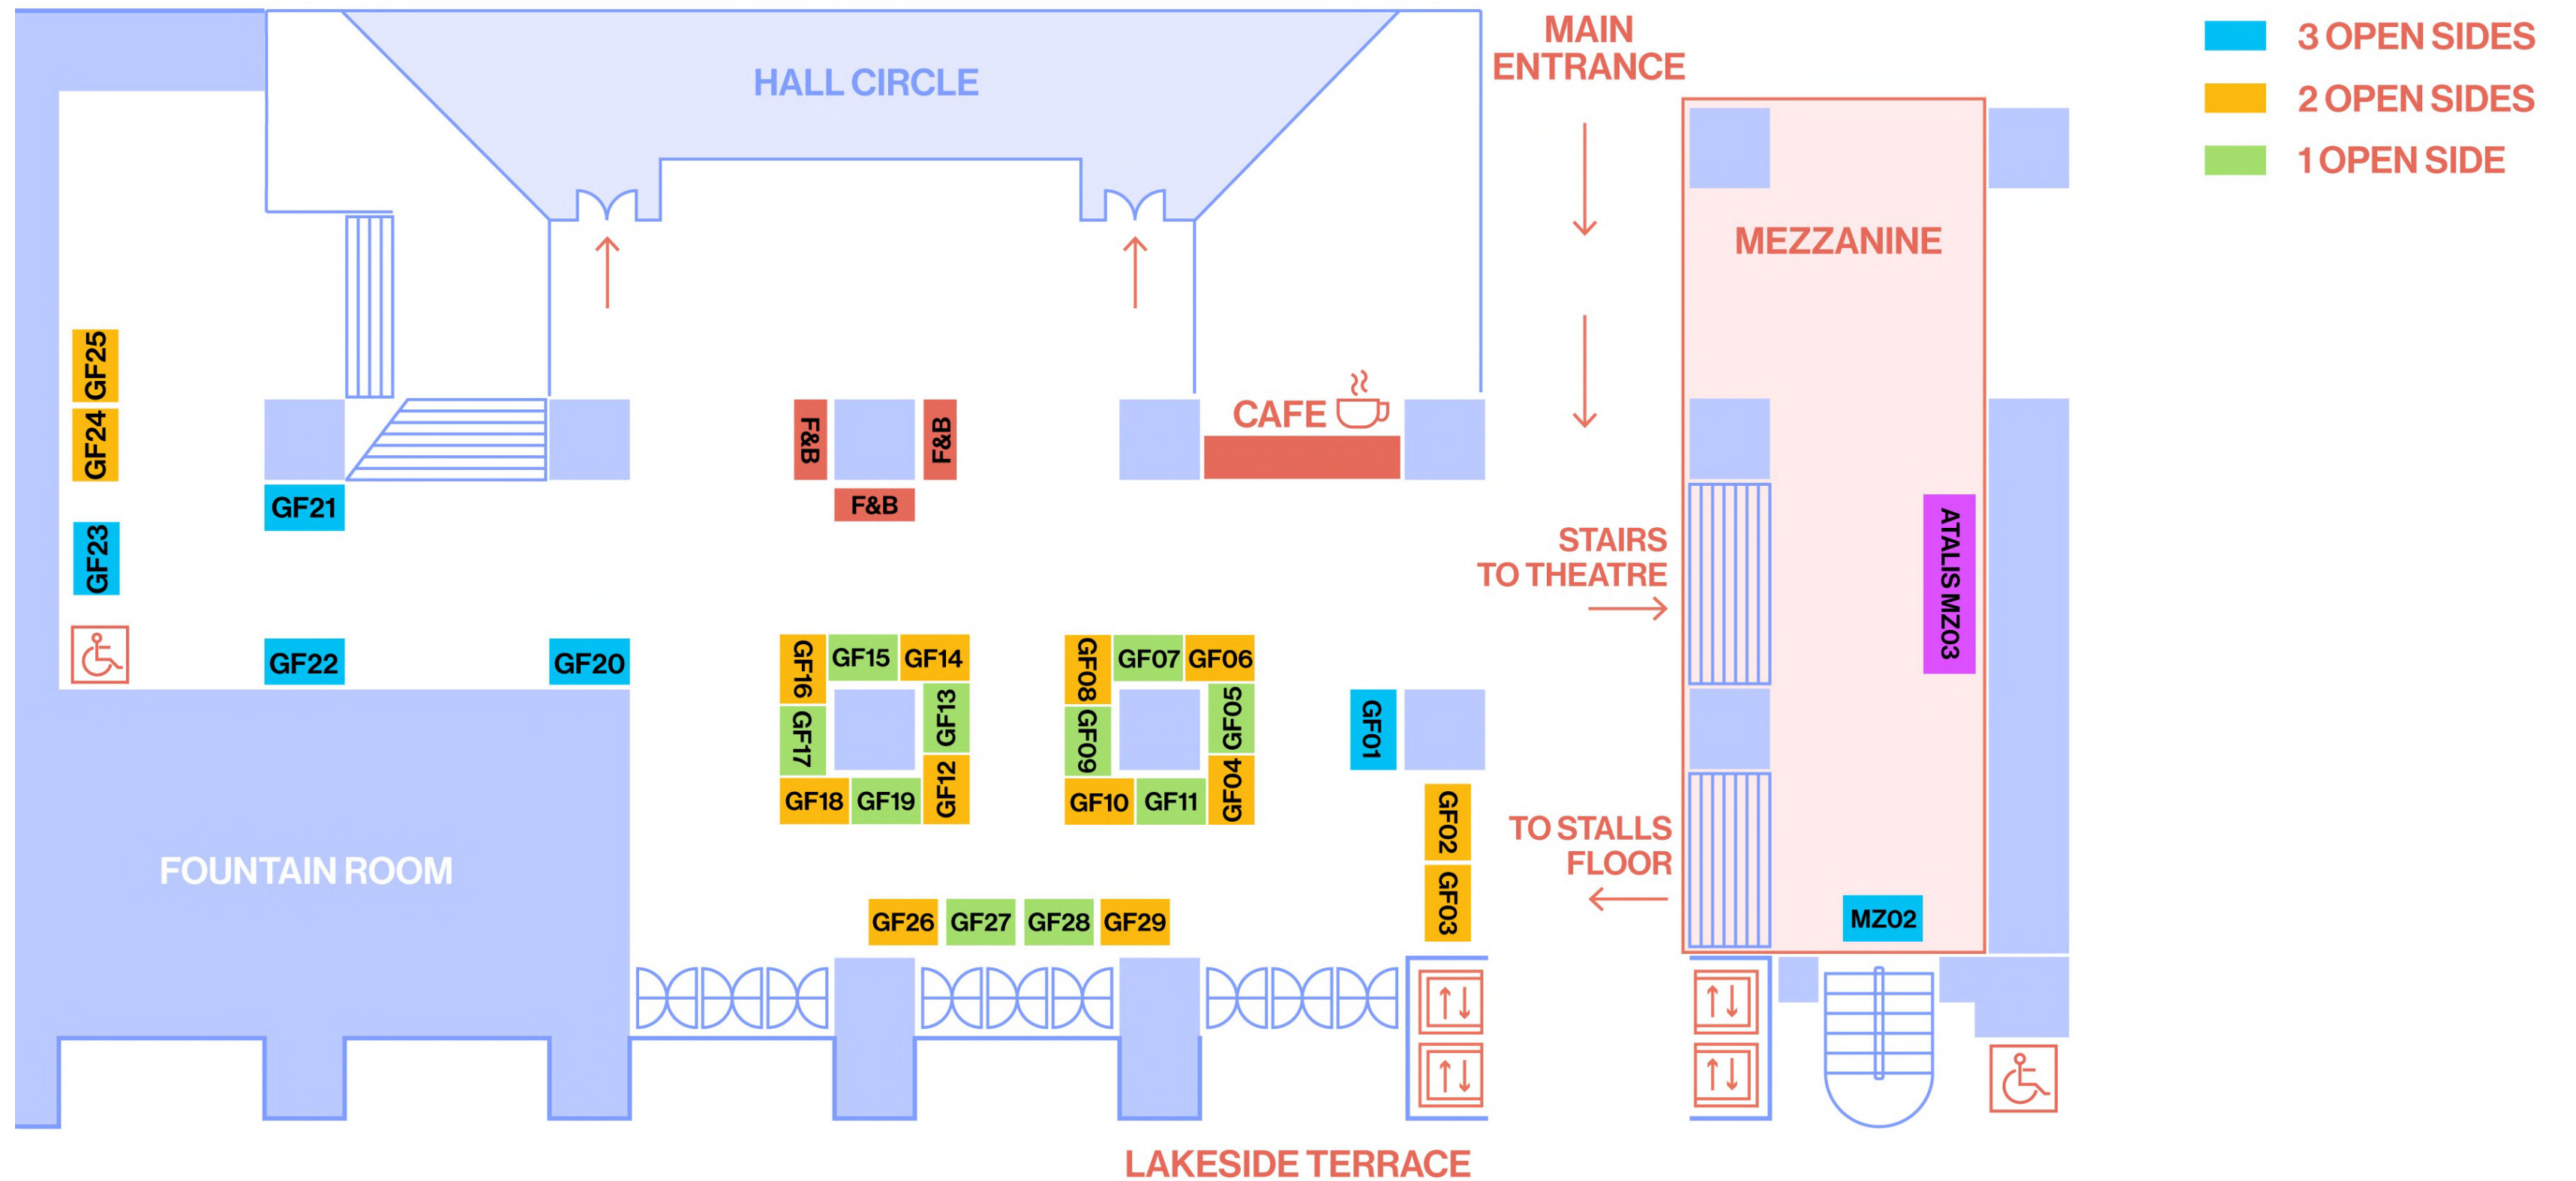 HALL CIRCLE
MAIN
ENTRANCE
3 OPEN SIDES
2 OPEN SIDES
1 OPEN SIDE
MEZZANINE
GF25
GF24
GF23
GF21
GF22
GF20
F&B
F&B
F&B
CAFE
STAIRS
TO THEATRE
ATALIS MZ03
GF16
GF15
GF14
GF17
GF13
GF18
GF19
GF12
GF08
GF07
GF06
GF09
GF05
GF10
GF11
GF04
GF01
GF02
GF03
TO STALLS
FLOOR
FOUNTAIN ROOM
GF26
GF27
GF28
GF29
MZ02
LAKESIDE TERRACE